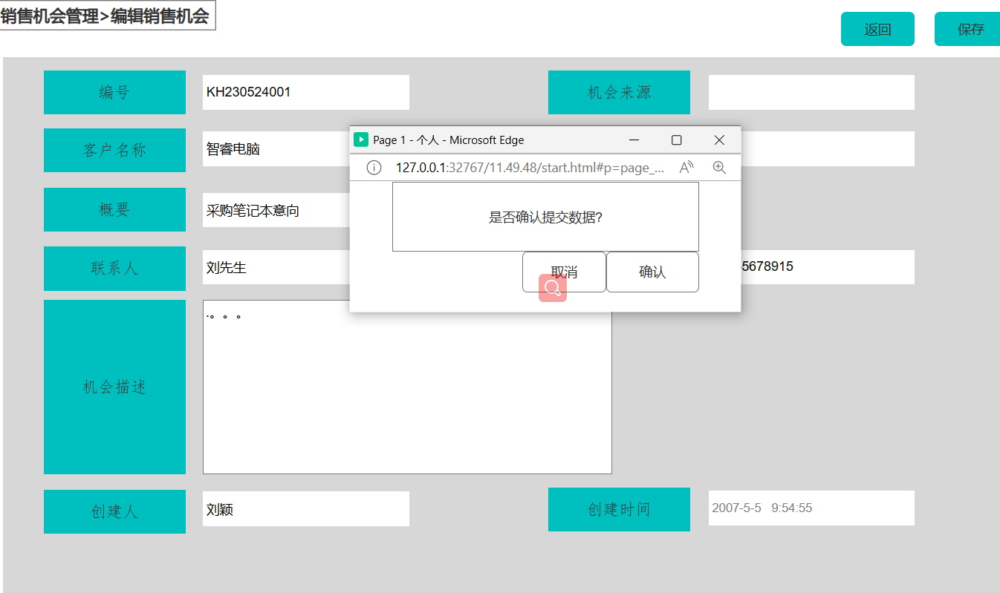 销售机会管理>编辑销售机会
返回
保存
编号
KH230524001
机会来源
客户名称
智睿电脑
Page 1 - 个人 - Microsoft Edge
127.0.0.1:32767/11.49.48/start.html#p=page_...
概要
采购笔记本意向
是否确认提交数据?
联系人
刘先生
取消
确认
5678915
机会描述
.。。。
创建人
刘颖
创建时间
2007-5-5 9:54:55